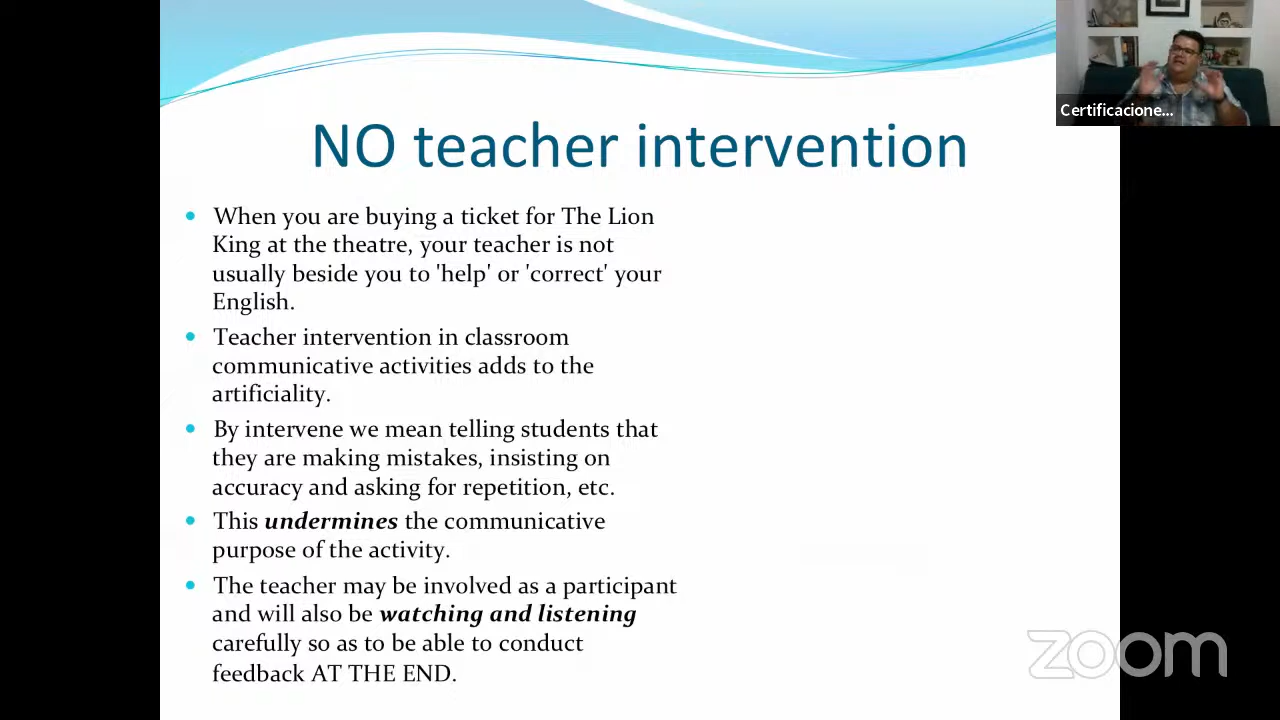 Certificacione...
NO teacher intervention
• When you are buying a ticket for The Lion
King at the theatre, your teacher is not
usually beside you to 'help' or 'correct' your
English.
• Teacher intervention in classroom
communicative activities adds to the
artificiality.
• By intervene we mean telling students that
they are making mistakes, insisting on
accuracy and asking for repetition, etc.
• This undermines the communicative
purpose of the activity.
• The teacher may be involved as a participant
and will also be watching and listening
carefully so as to be able to conduct
feedback AT THE END.
zoom